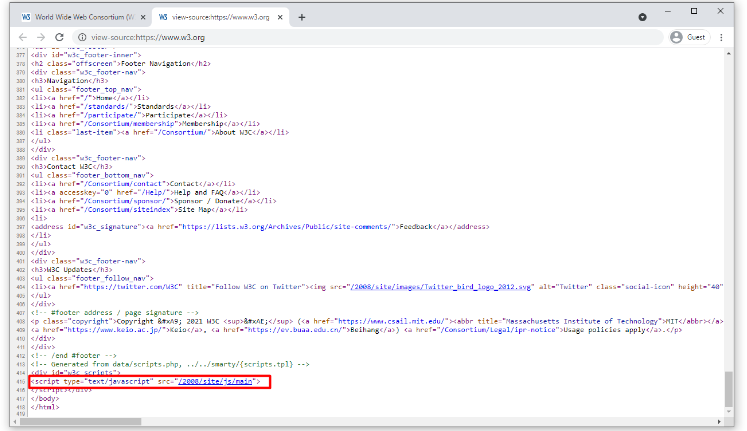 World Wide Web Consortium (W
view-source:https://www.w3.org
view-source:https://www.w3.org
Guest
377 <div id="w3c_footer-inner">
378 <h2 class="offscreen">Footer Navigation</h2>
379 <div class="w3c_footer-nav">
380 <h3>Navigation</h3>
381 <ul class="footer_top_nav">
382 <li><a href="/">Home</a></li>
383 <li><a href="/standards/">Standards</a></li>
384 <li><a href="/participate/">Participate</a></li>
385 <li><a href="/Consortium/membership">Membership</a></li>
386 <li class="last-item"><a href="/Consortium/">About W3C</a></li>
387 </ul>
388 </div>
389 <div class="w3c_footer-nav">
390 <h3>Contact W3C</h3>
391 <ul class="footer_bottom_nav">
392 <li><a href="/Consortium/contact">Contact</a></li>
393 <li><a accesskey="0" href="/Help/">Help and FAQ</a></li>
394 <li><a href="/Consortium/sponsor/">Sponsor / Donate</a></li>
395 <li><a href="/Consortium/siteindex">Site Map</a></li>
396 <li>
397 <address id="w3c_signature"><a href="https://lists.w3.org/Archives/Public/site-comments/">Feedback</a></address>
398 </li>
399 </ul>
400 </div>
401 <div class="w3c_footer-nav">
402 <h3>W3C Updates</h3>
403 <ul class="footer_follow_nav">
404 <li><a href="https://twitter.com/W3C" title="Follow W3C on Twitter"><img src="/2008/site/images/Twitter_bird_logo_2012.svg" alt="Twitter" class="social-icon" height="40"
405 </ul>
406 </div>
407 <!-- #footer address / page signature -->
408 <p class="copyright">Copyright &#xA9; 2021 W3C <sup>&#xAE;</sup> (<a href="https://www.csail.mit.edu/"><abbr title="Massachusetts Institute of Technology">MIT</abbr></a>
409 <a href="https://www.keio.ac.jp/">Keio</a>, <a href="https://ev.buaa.edu.cn/">Beihang</a>) <a href="/Consortium/Legal/ipr-notice">Usage policies apply</a>.</p>
410 </div>
411 </div>
412 <!-- /end #footer -->
413 <!-- Generated from data/scripts.php, ../../smarty/{scripts.tpl} -->
414 <div id="w3c_scripts">
415 <script type="text/javascript" src="/2008/site/js/main">
416 </script></div>
417 </body>
418 </html>
419